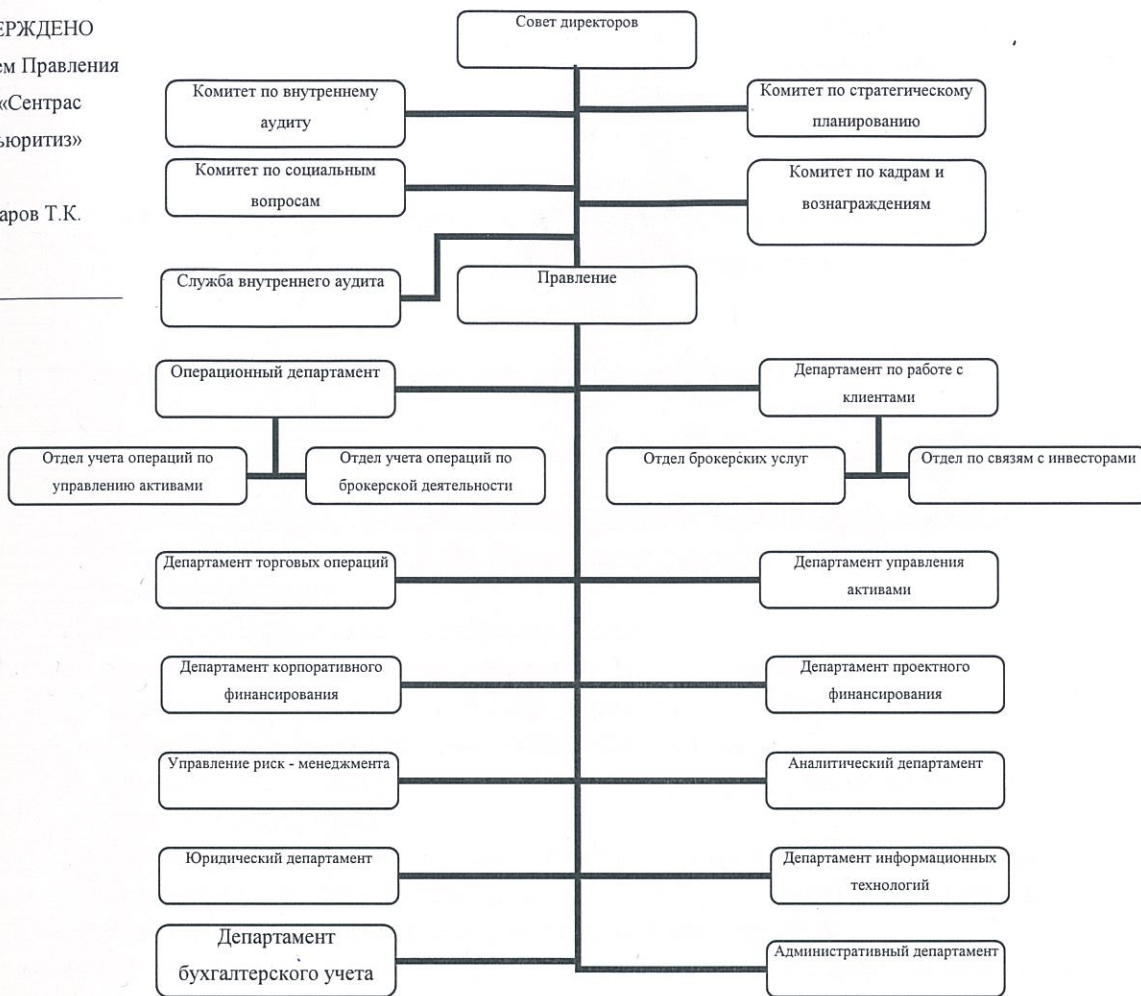 ЕРЖДЕНО
ем Правления
«Сентрас
ьюритиз»
аров Т.К.
Совет директоров
Комитет по внутреннему
аудиту
Комитет по стратегическому
планированию
Комитет по социальным
вопросам
Комитет по кадрам и
вознаграждениям
Служба внутреннего аудита
Правление
Операционный департамент
Департамент по работе с
клиентами
Отдел учета операций по
управлению активами
Отдел учета операций по
брокерской деятельности
Отдел брокерских услуг
Отдел по связям с инвесторами
Департамент торговых операций
Департамент управления
активами
Департамент корпоративного
финансирования
Департамент проектного
финансирования
Управление риск - менеджмента
Аналитический департамент
Юридический департамент
Департамент информационных
технологий
Департамент
бухгалтерского учета
Административный департамент